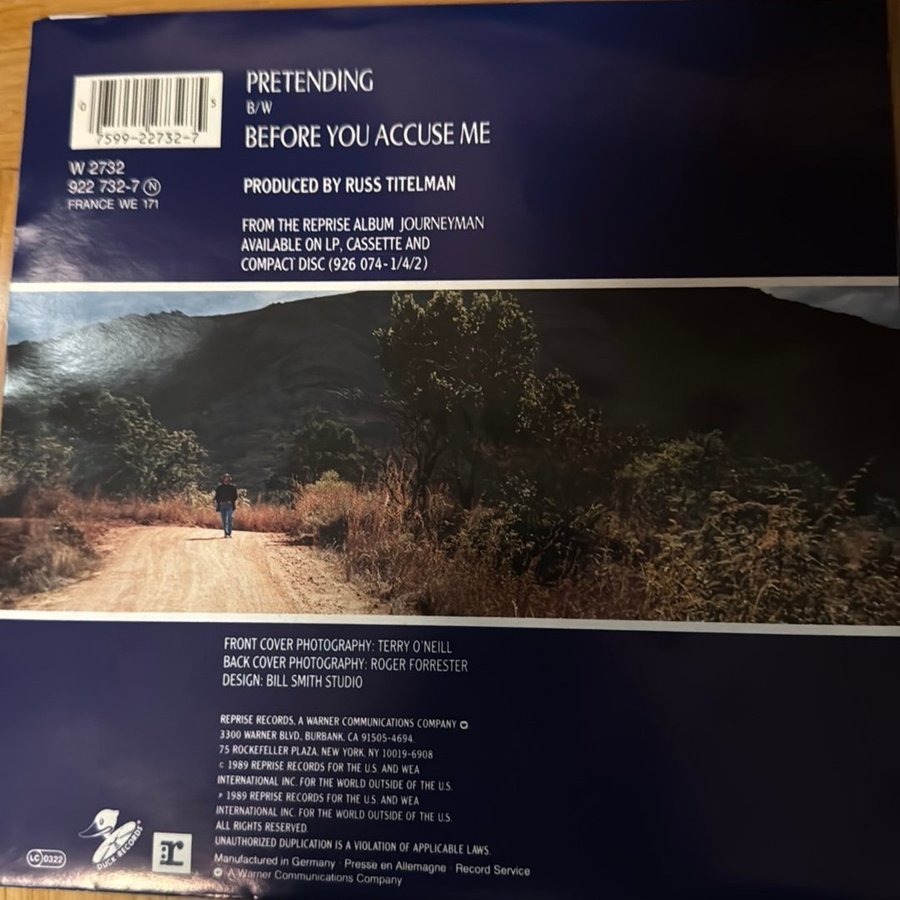 PRETENDING
B/W
BEFORE YOU ACCUSE ME
0 7599-22732-7 5
W 2732
922 732-7 N
FRANCE WE 171
PRODUCED BY RUSS TITELMAN
FROM THE REPRISE ALBUM JOURNEYMAN
AVAILABLE ON LP, CASSETTE AND
COMPACT DISC (926 074-1/4/2)
FRONT COVER PHOTOGRAPHY: TERRY O'NEILL
BACK COVER PHOTOGRAPHY: ROGER FORRESTER
DESIGN: BILL SMITH STUDIO
REPRISE RECORDS, A WARNER COMMUNICATIONS COMPANY
3300 WARNER BLVD., BURBANK, CA 91505-4694
75 ROCKEFELLER PLAZA, NEW YORK, NY 10019-6908
© 1989 REPRISE RECORDS FOR THE U.S. AND WEA
INTERNATIONAL INC. FOR THE WORLD OUTSIDE OF THE U.S.
℗ 1989 REPRISE RECORDS FOR THE U.S. AND WEA
INTERNATIONAL INC. FOR THE WORLD OUTSIDE OF THE U.S.
ALL RIGHTS RESERVED.
UNAUTHORIZED DUPLICATION IS A VIOLATION OF APPLICABLE LAWS.
Manufactured in Germany · Presse en Allemagne · Record Service
A Warner Communications Company
LC 0322
DUCK RECORDS
r